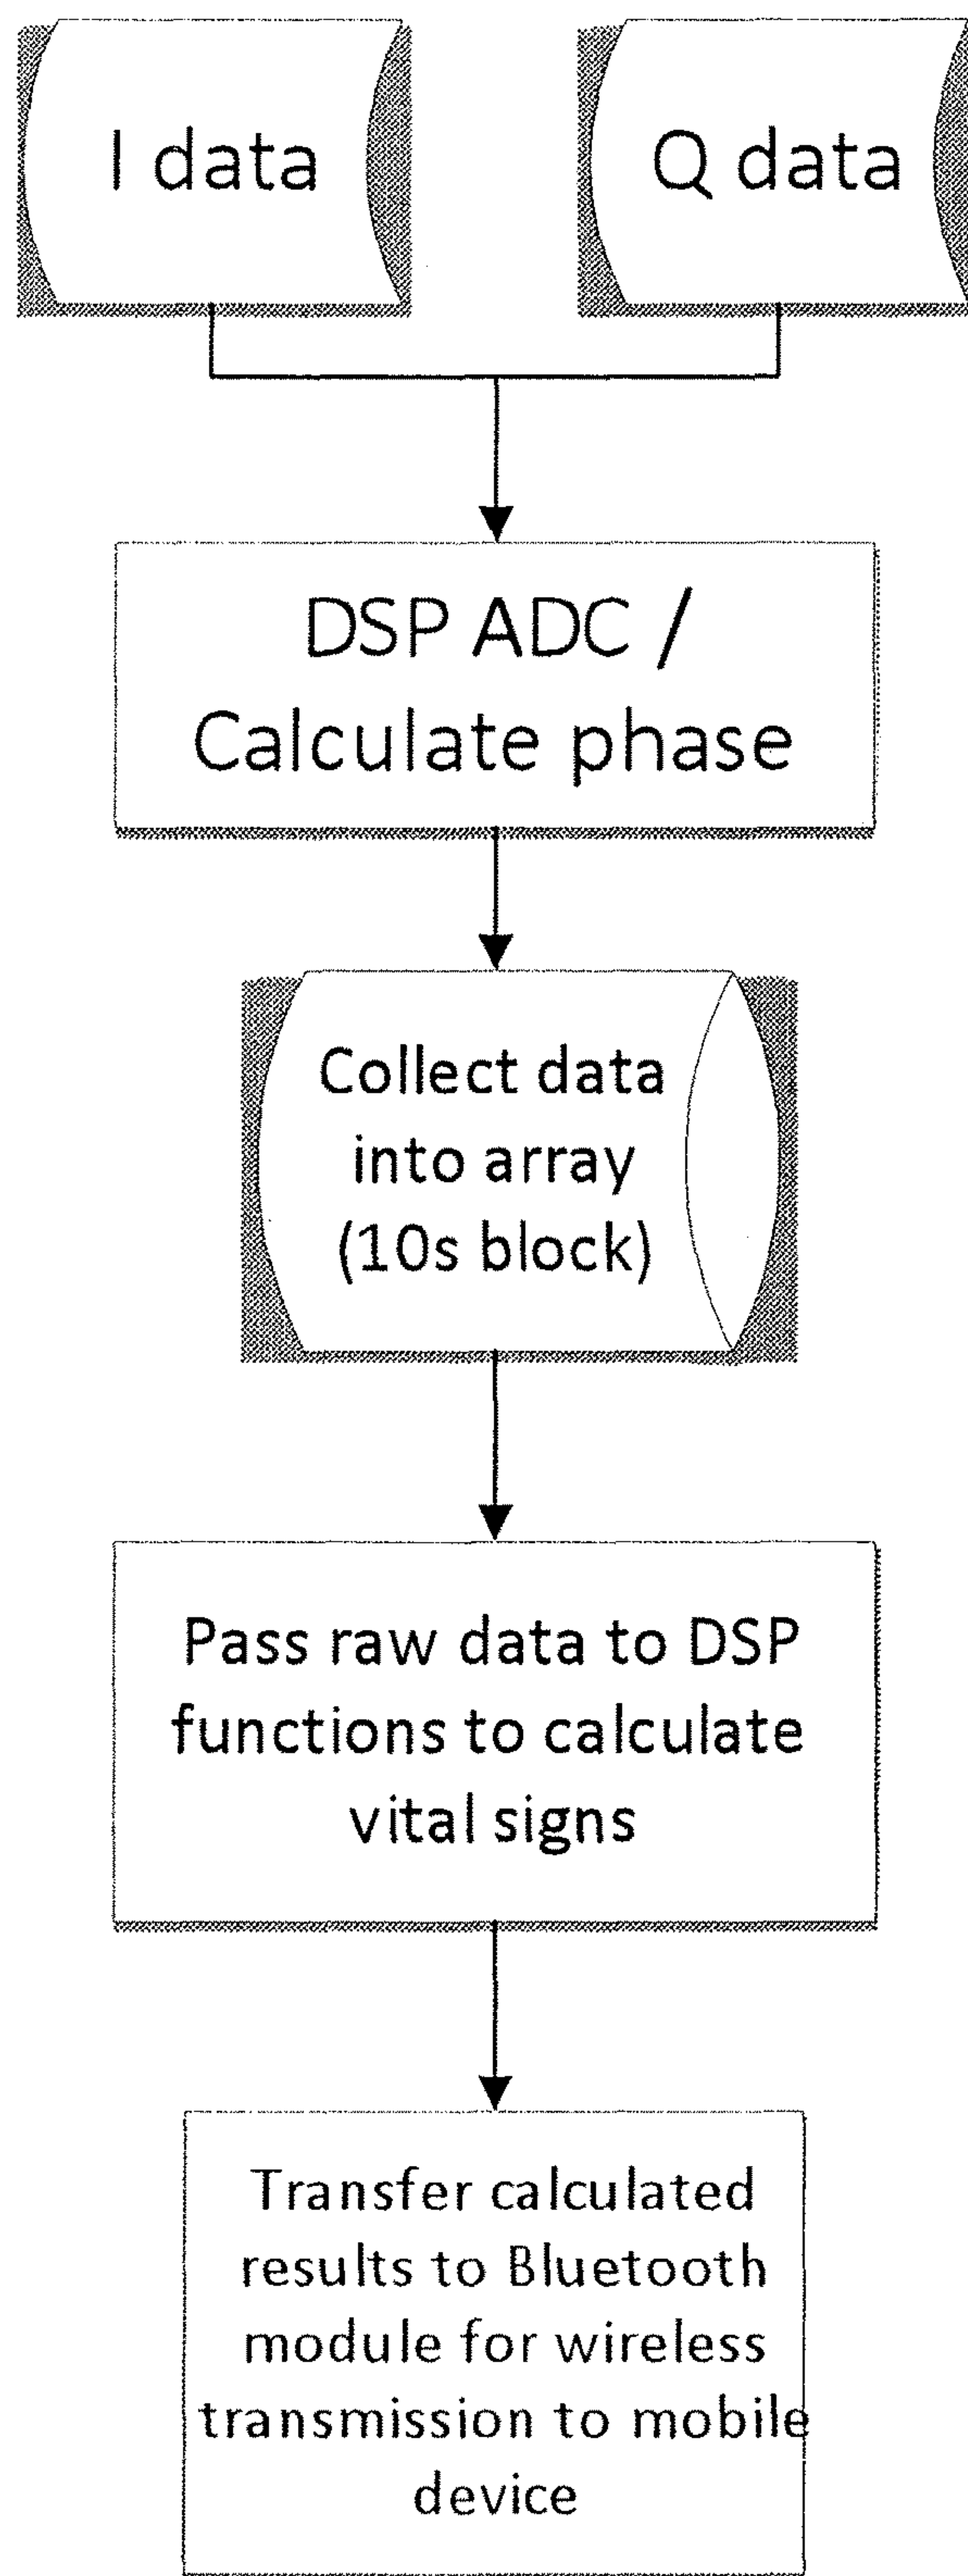 I data
Q data
DSP ADC /
Calculate phase
Collect data
into array
(10s block)
Pass raw data to DSP
functions to calculate
vital signs
Transfer calculated
results to Bluetooth
module for wireless
transmission to mobile
device